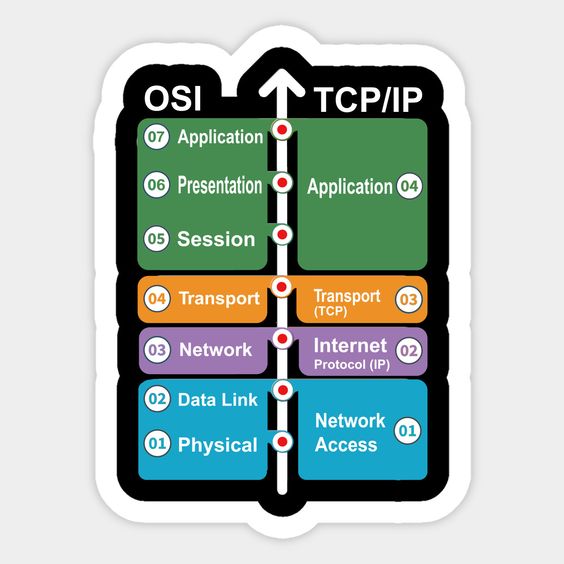 OSI
TCP/IP
07 Application
06 Presentation
05 Session
Application 04
04 Transport
Transport 03
(TCP)
03 Network
Internet 02
Protocol (IP)
02 Data Link
01 Physical
Network
Access 01